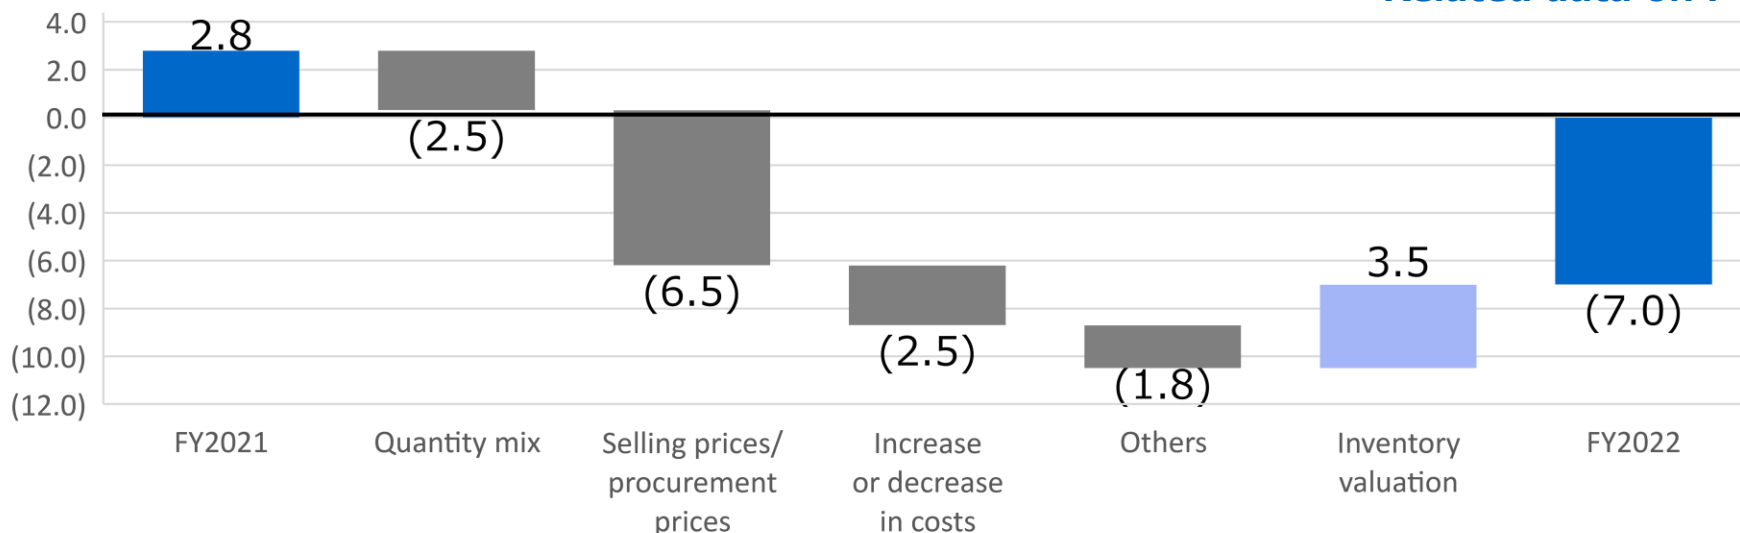 4.0
2.0
0.0
(2.0)
(4.0)
(6.0)
(8.0)
(10.0)
(12.0)
2.8
(2.5)
(6.5)
(2.5)
(1.8)
3.5
(7.0)
FY2021
Quantity mix
Selling prices/
procurement
prices
Increase
or decrease
in costs
Others
Inventory
valuation
FY2022